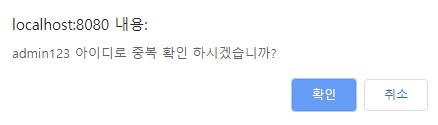 localhost:8080 내용:
admin123 아이디로 중복 확인 하시겠습니까?
확인
취소